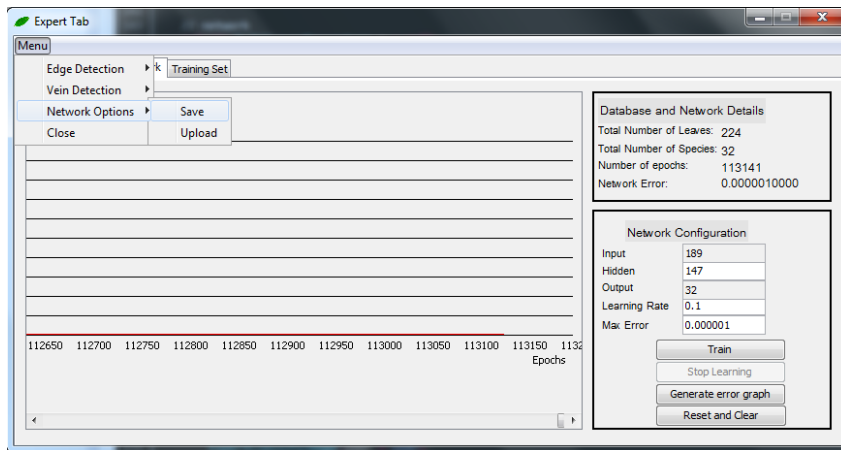 Expert Tab
Menu
k Training Set
Edge Detection
Vein Detection
Network Options
Close
Save
Upload
112650 112700 112750 112800 112850 112900 112950 113000 113050 113100 113150 1132
Epochs
Database and Network Details
Total Number of Leaves: 224
Total Number of Species: 32
Number of epochs: 113141
Network Error: 0.0000010000
Network Configuration
Input 189
Hidden 147
Output 32
Learning Rate 0.1
Max Error 0.000001
Train
Stop Learning
Generate error graph
Reset and Clear